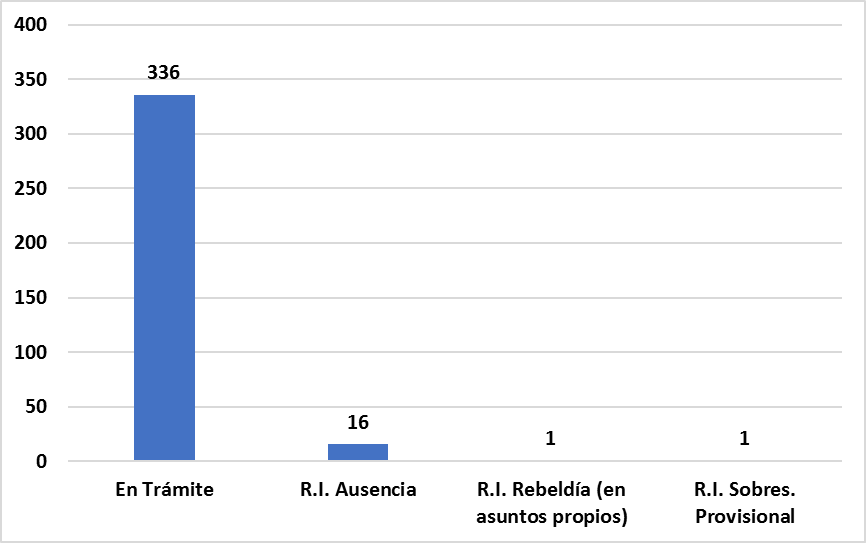 400
350
300
250
200
150
100
50
0
336
16
1
1
En Trámite
R.I. Ausencia
R.I. Rebeldía (en
asuntos propios)
R.I. Sobres.
Provisional